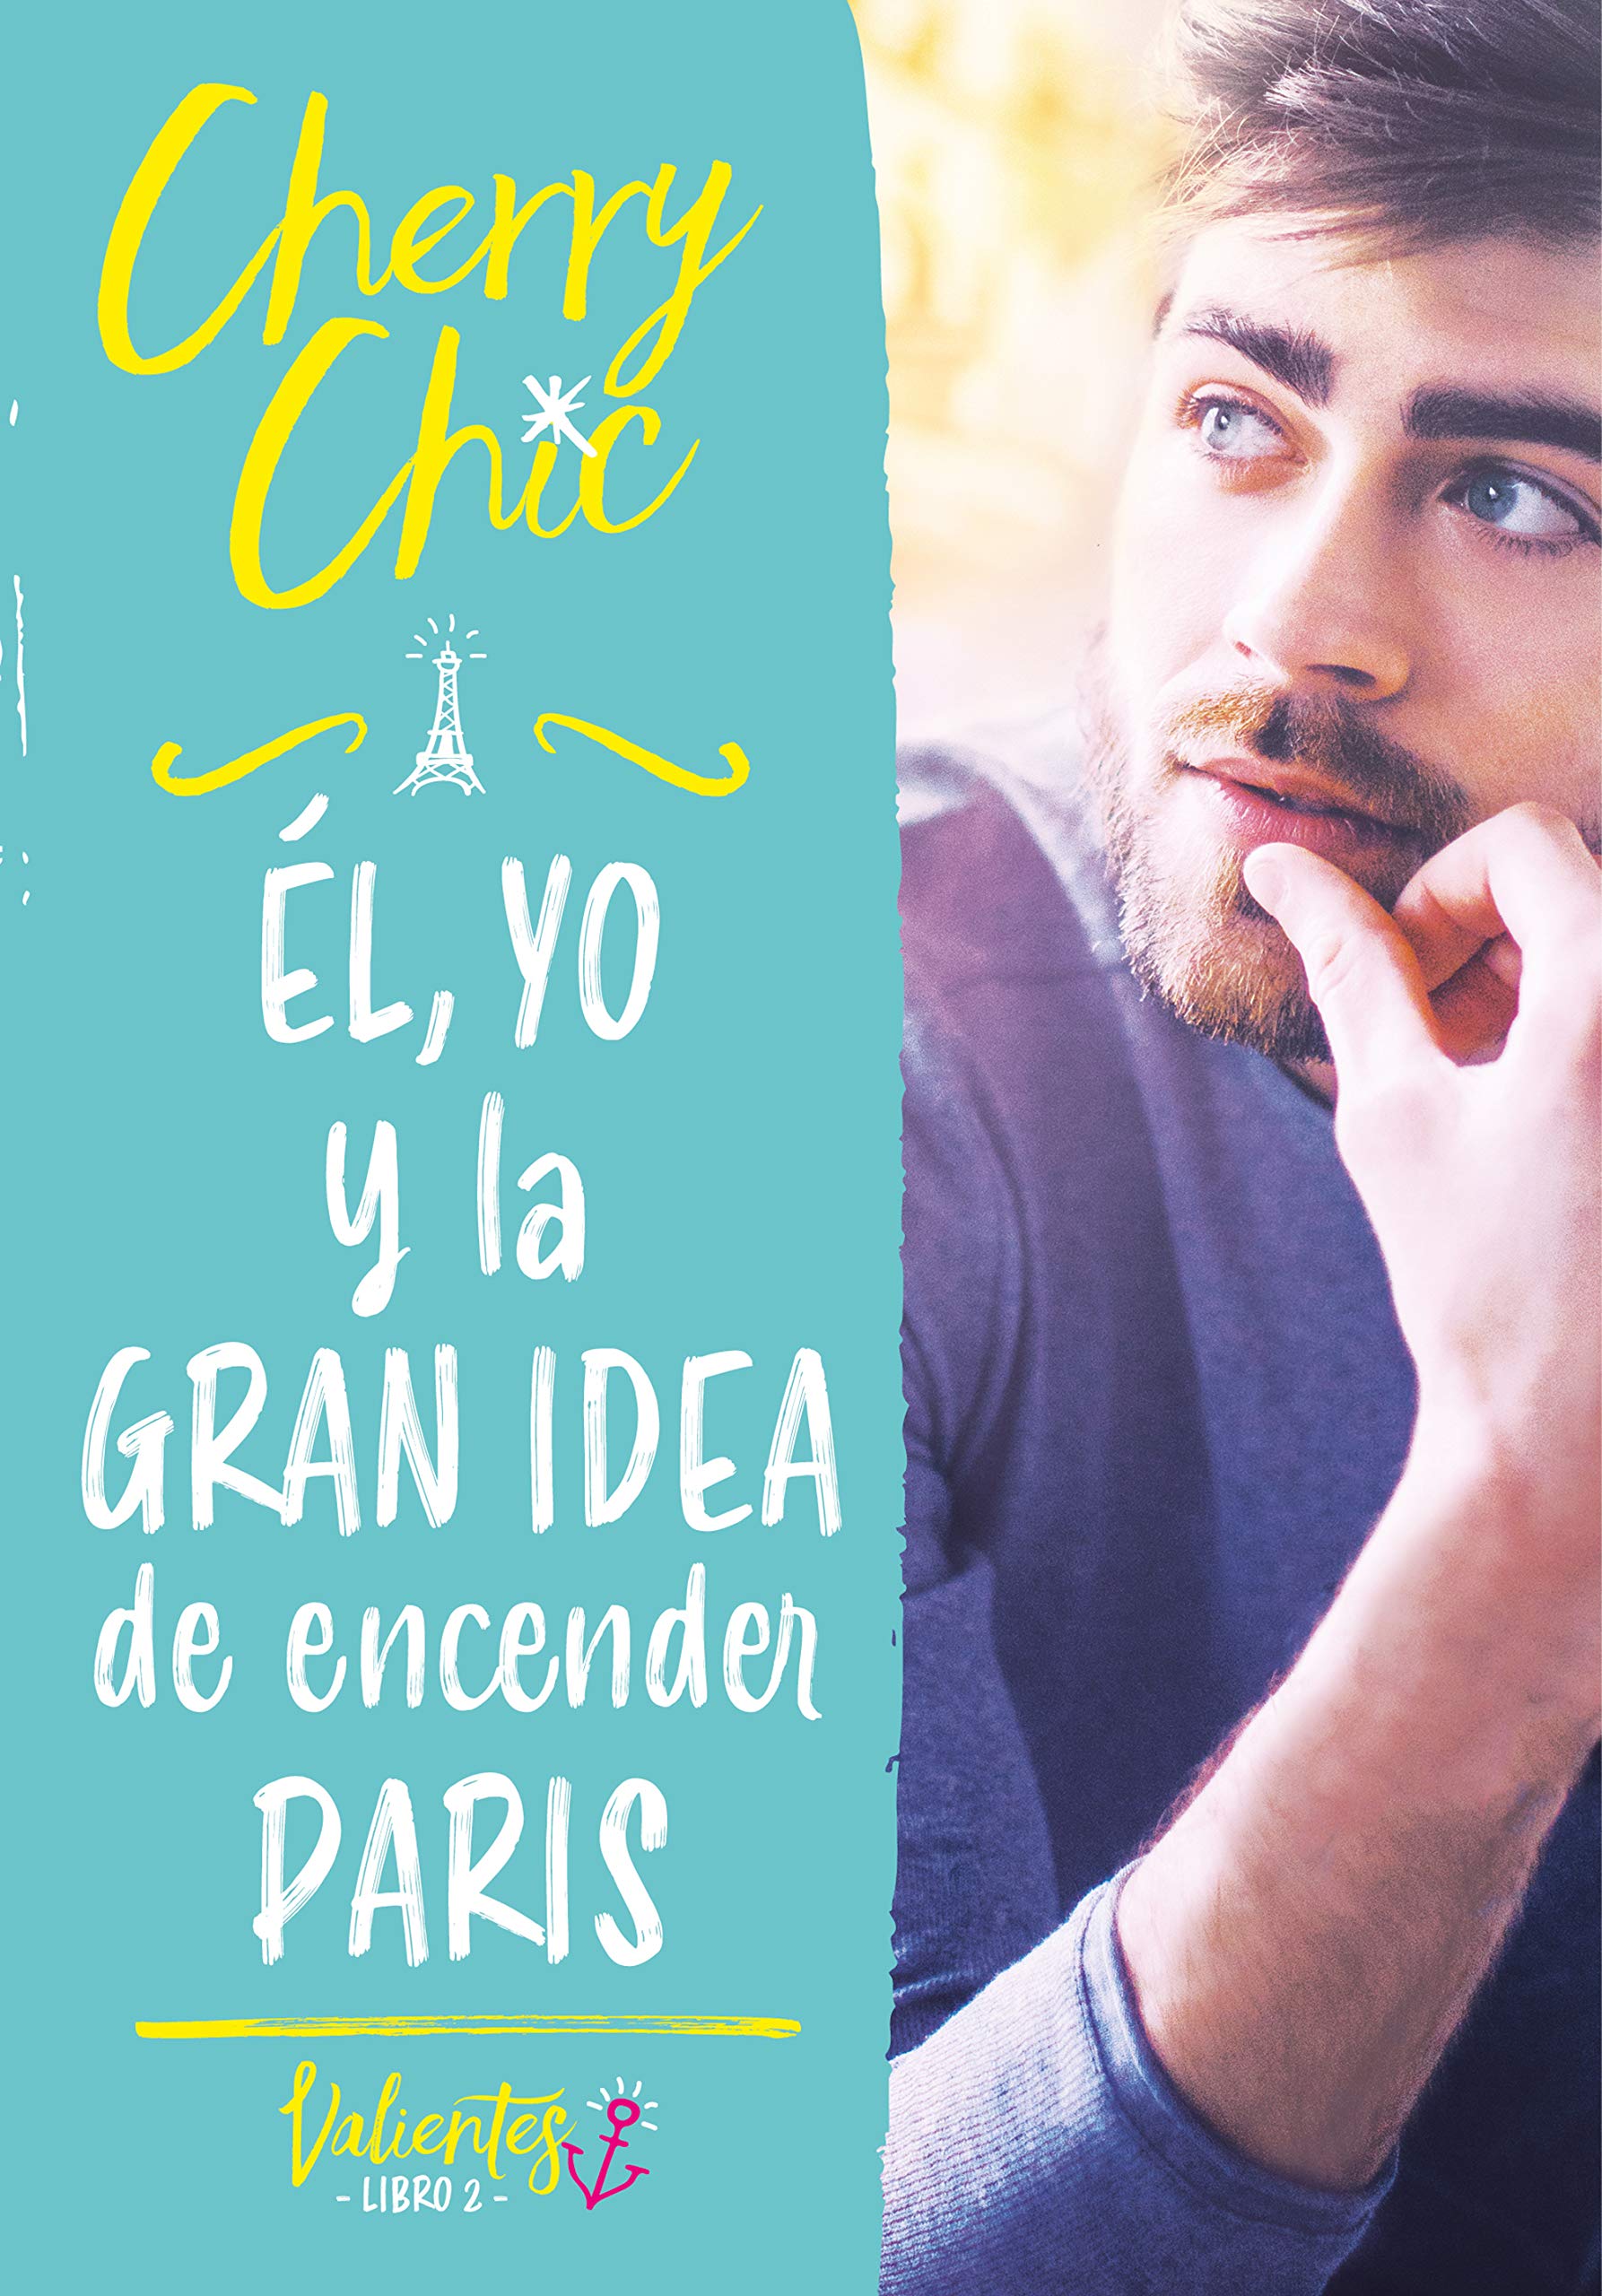 Cherry
Chic
ÉL, YO
y la
GRAN IDEA
de encender
PARIS
Valientes
- LIBRO 2 -